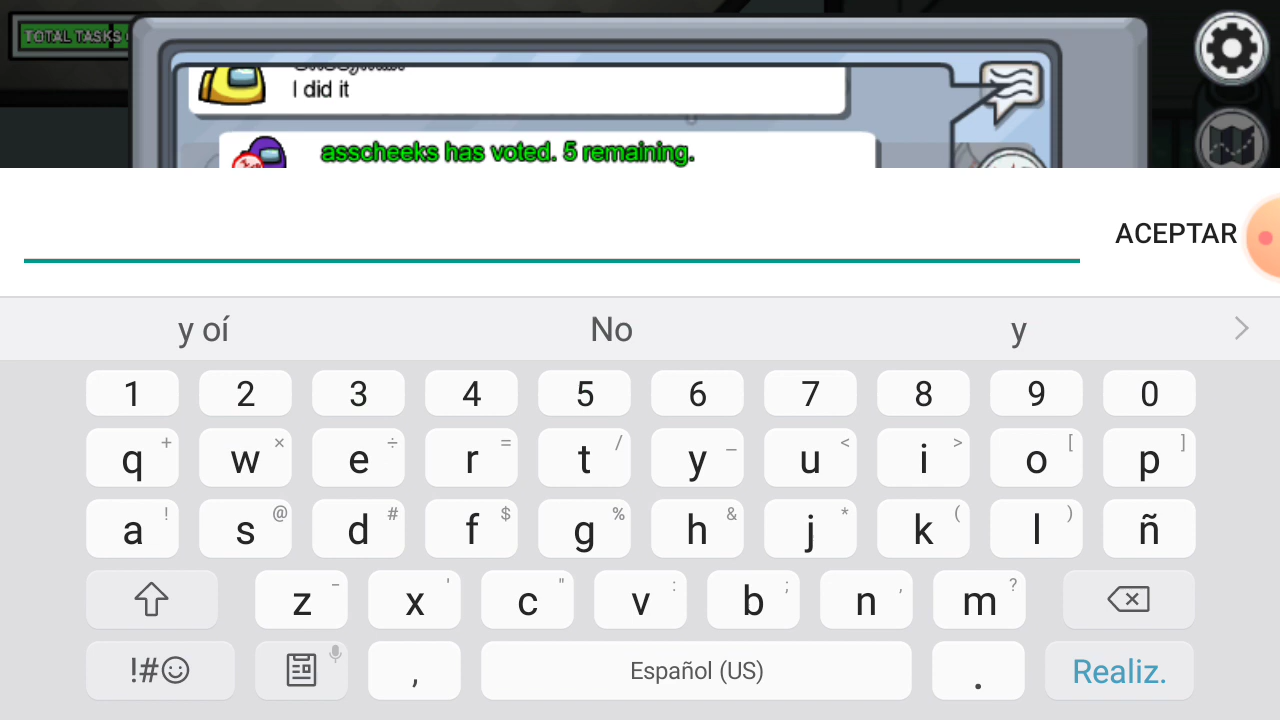 TOTAL TASKS
I did it
asscheeks has voted. 5 remaining.
ACEPTAR
y oí No y
1 2 3 4 5 6 7 8 9 0
q + w × e ÷ r = t / y _ u < i > o [ p ]
a ! s @ d # f $ g % h & j * k ( l ) ñ
z - x ' c " v : b ; n , m ?
!#☺ , Español (US) . Realiz.